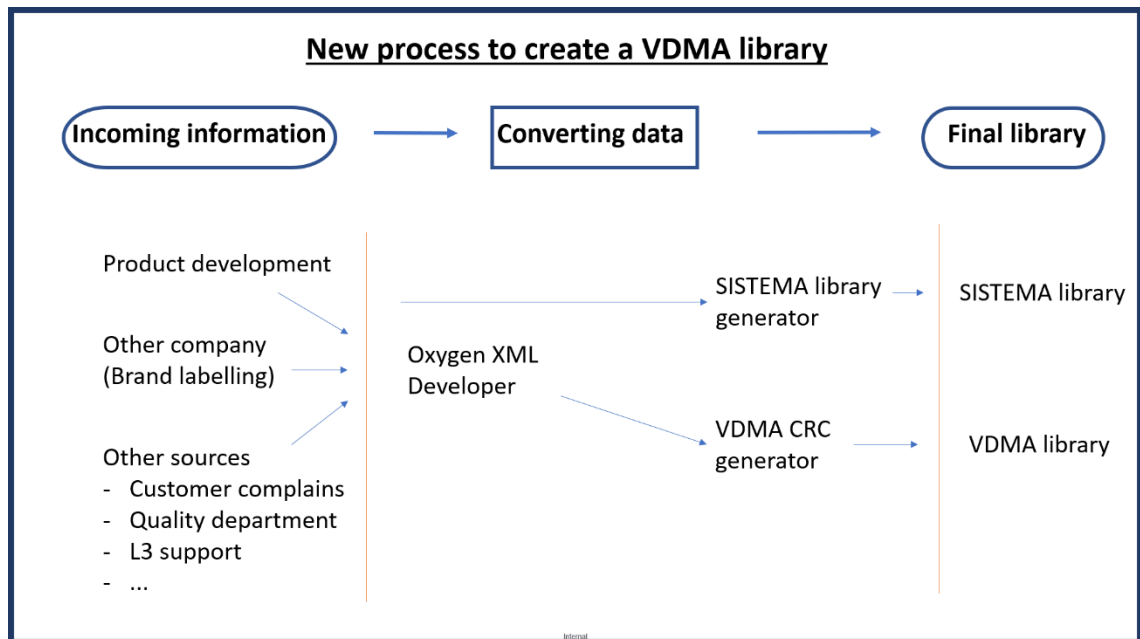 New process to create a VDMA library
Incoming information
Converting data
Final library
Product development
Other company
(Brand labelling)
Other sources
- Customer complains
- Quality department
- L3 support
- ...
Oxygen XML
Developer
SISTEMA library
generator
VDMA CRC
generator
SISTEMA library
VDMA library
Internal